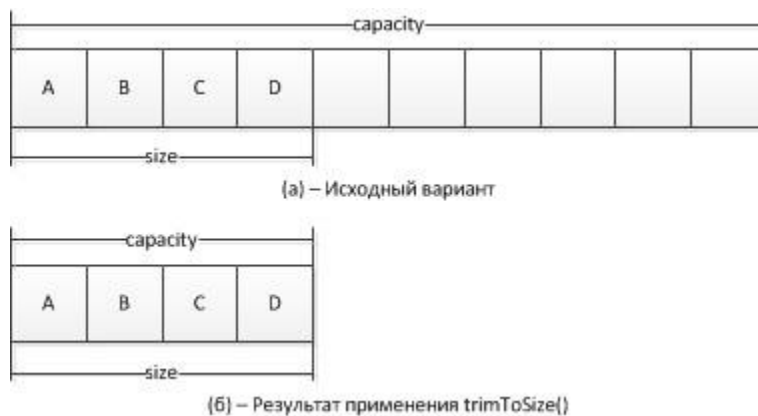 capacity
A B C D
size
(а) – Исходный вариант
capacity
A B C D
size
(б) – Результат применения trimToSize()